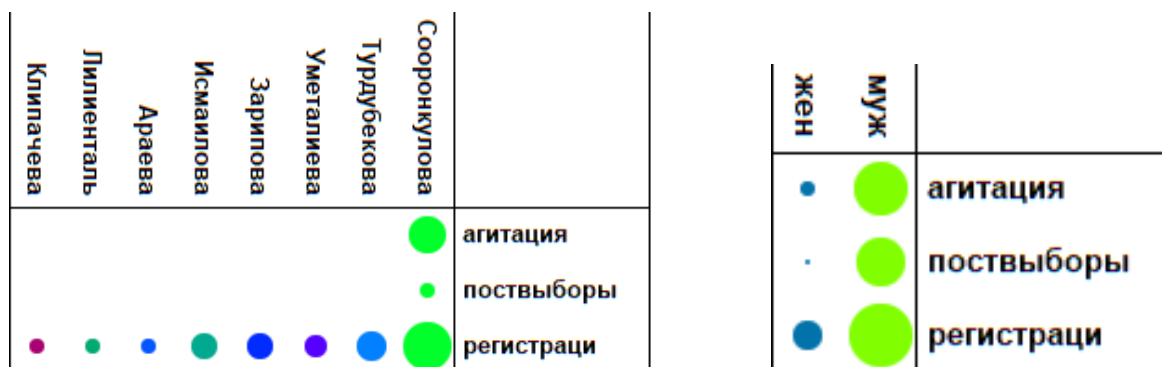 Клипачева
Лилиенталь
Араева
Исмаилова
Зарипова
Уметалиева
Турдубекова
Сооронкулова
агитация
поствыборы
регистраци
жен
муж
агитация
поствыборы
регистраци